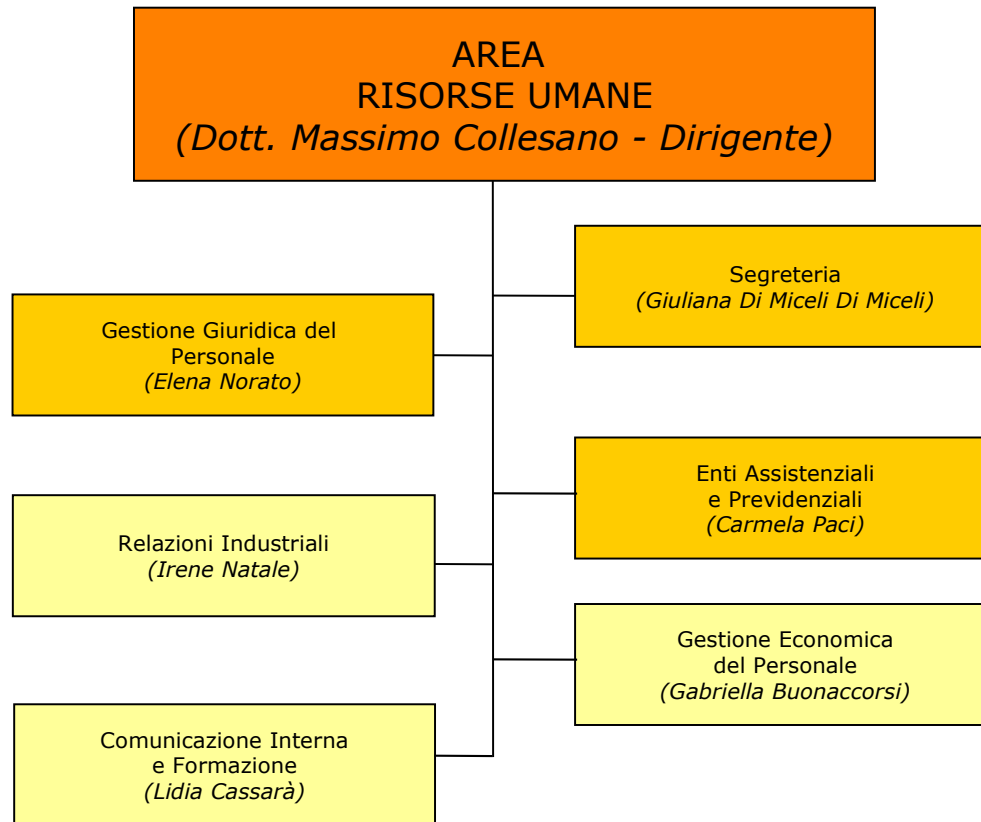 AREA
RISORSE UMANE
(Dott. Massimo Collesano - Dirigente)
Segreteria
(Giuliana Di Miceli Di Miceli)
Gestione Giuridica del
Personale
(Elena Norato)
Enti Assistenziali
e Previdenziali
(Carmela Paci)
Relazioni Industriali
(Irene Natale)
Gestione Economica
del Personale
(Gabriella Buonaccorsi)
Comunicazione Interna
e Formazione
(Lidia Cassarà)